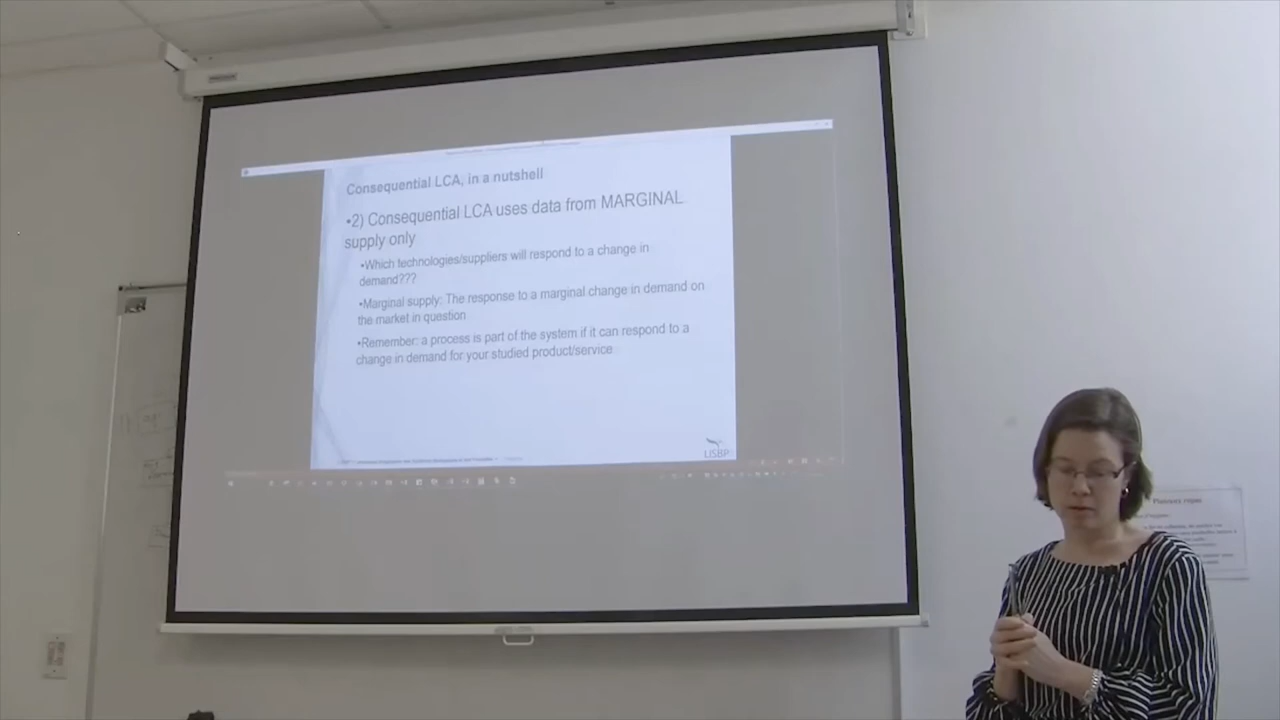 Consequential LCA, in a nutshell
•2) Consequential LCA uses data from MARGINAL
supply only
•Which technologies/suppliers will respond to a change in
demand???
•Marginal supply: The response to a marginal change in demand on
the market in question
•Remember: a process is part of the system if it can respond to a
change in demand for your studied product/service
LISBP